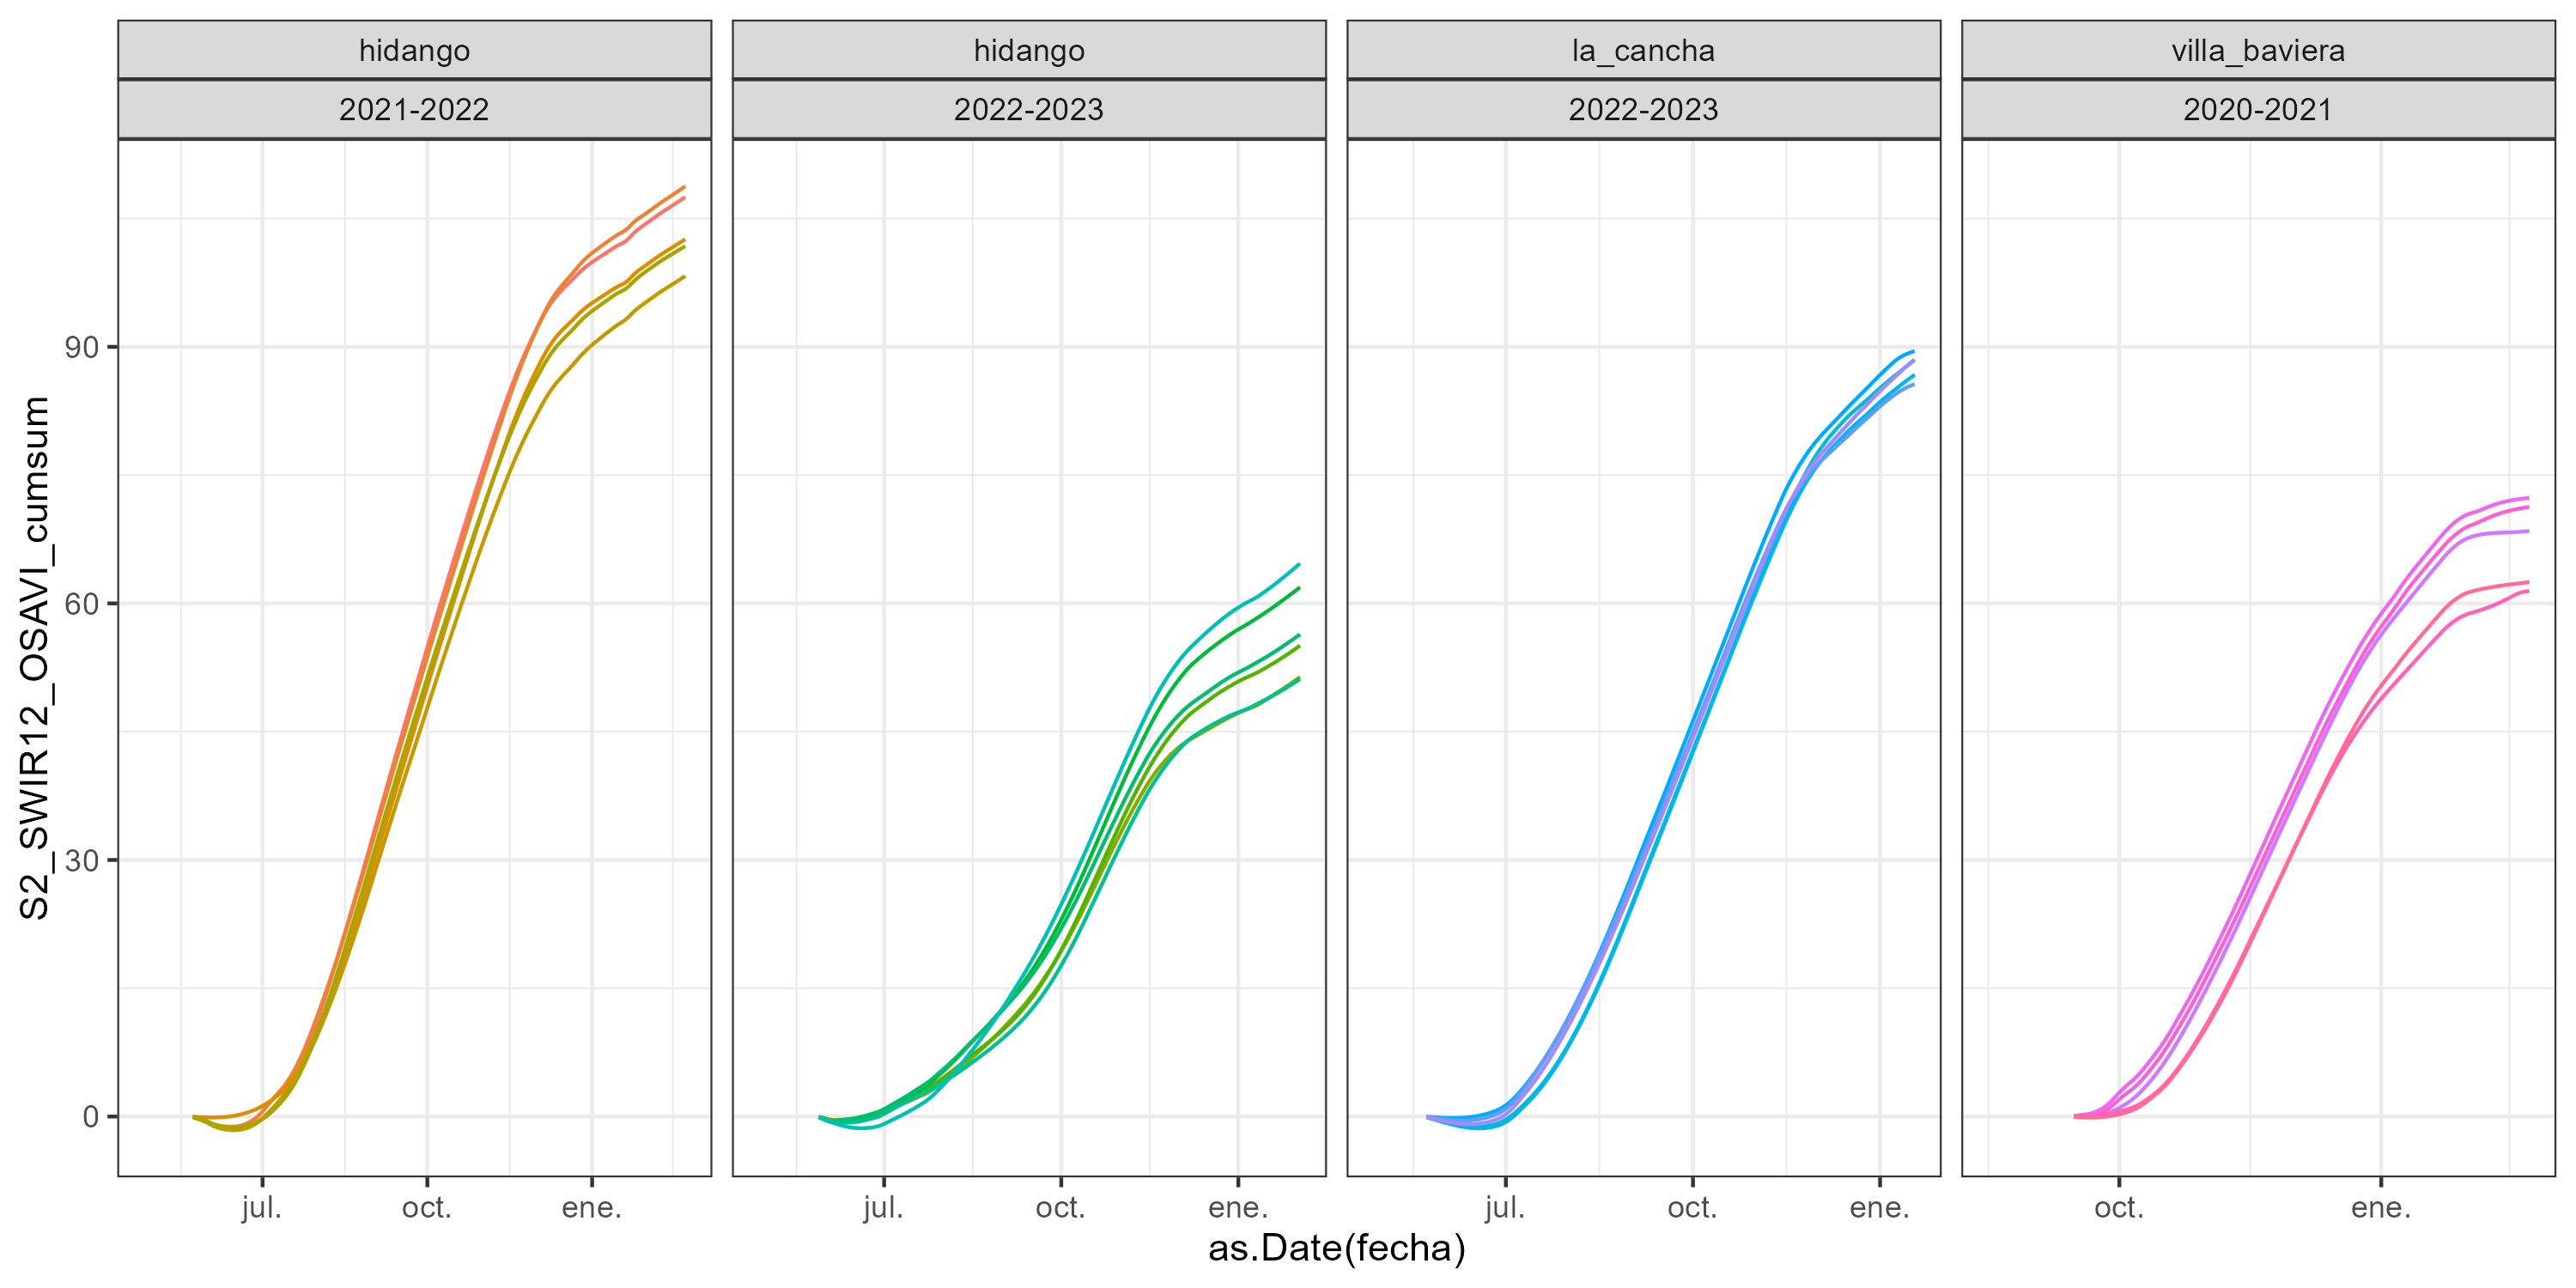 hidango
hidango
la_cancha
villa_baviera
2021-2022
2022-2023
2022-2023
2020-2021
S2_SWIR12_OSAVI_cumsum
90
60
30
0
jul.
oct.
ene.
jul.
oct.
ene.
jul.
oct.
ene.
oct.
ene.
as.Date(fecha)